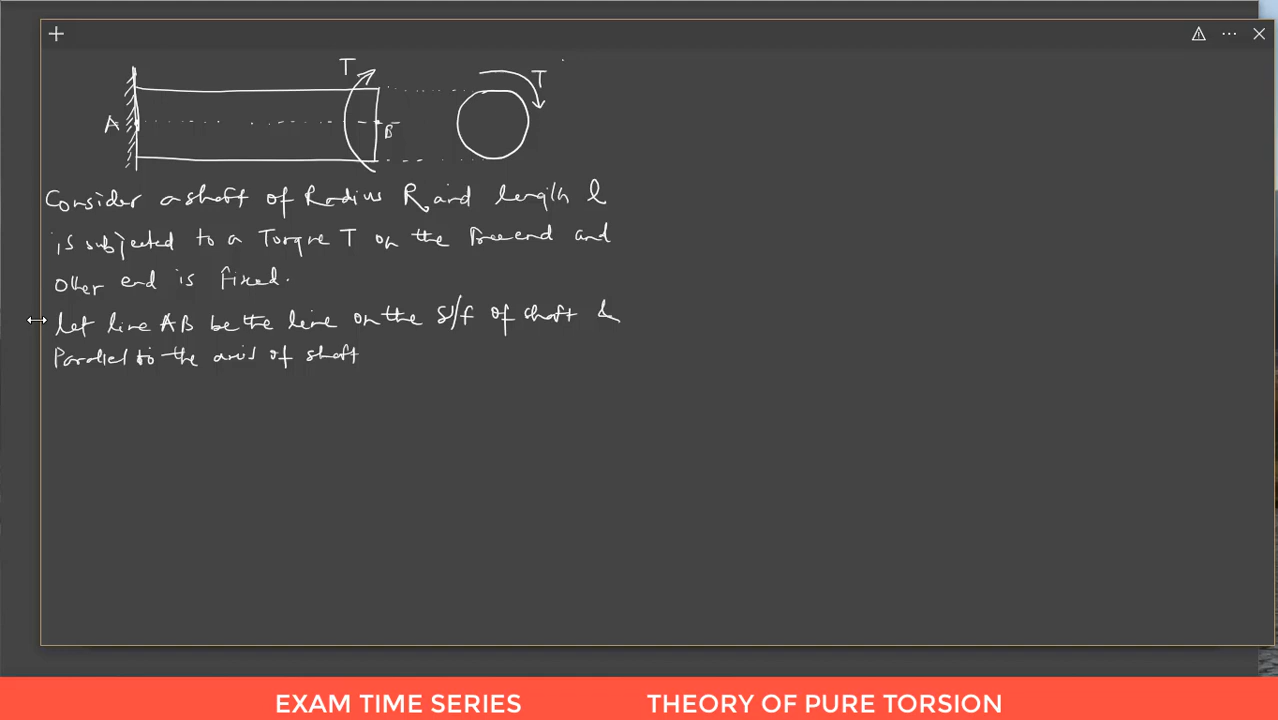 T
T
A
B
Consider a shaft of Radius R and length l
is subjected to a Torque T on the Free end and
Other end is fixed.
let line AB be the line on the S/f of shaft &
Parallel to the axis of shaft
EXAM TIME SERIES THEORY OF PURE TORSION